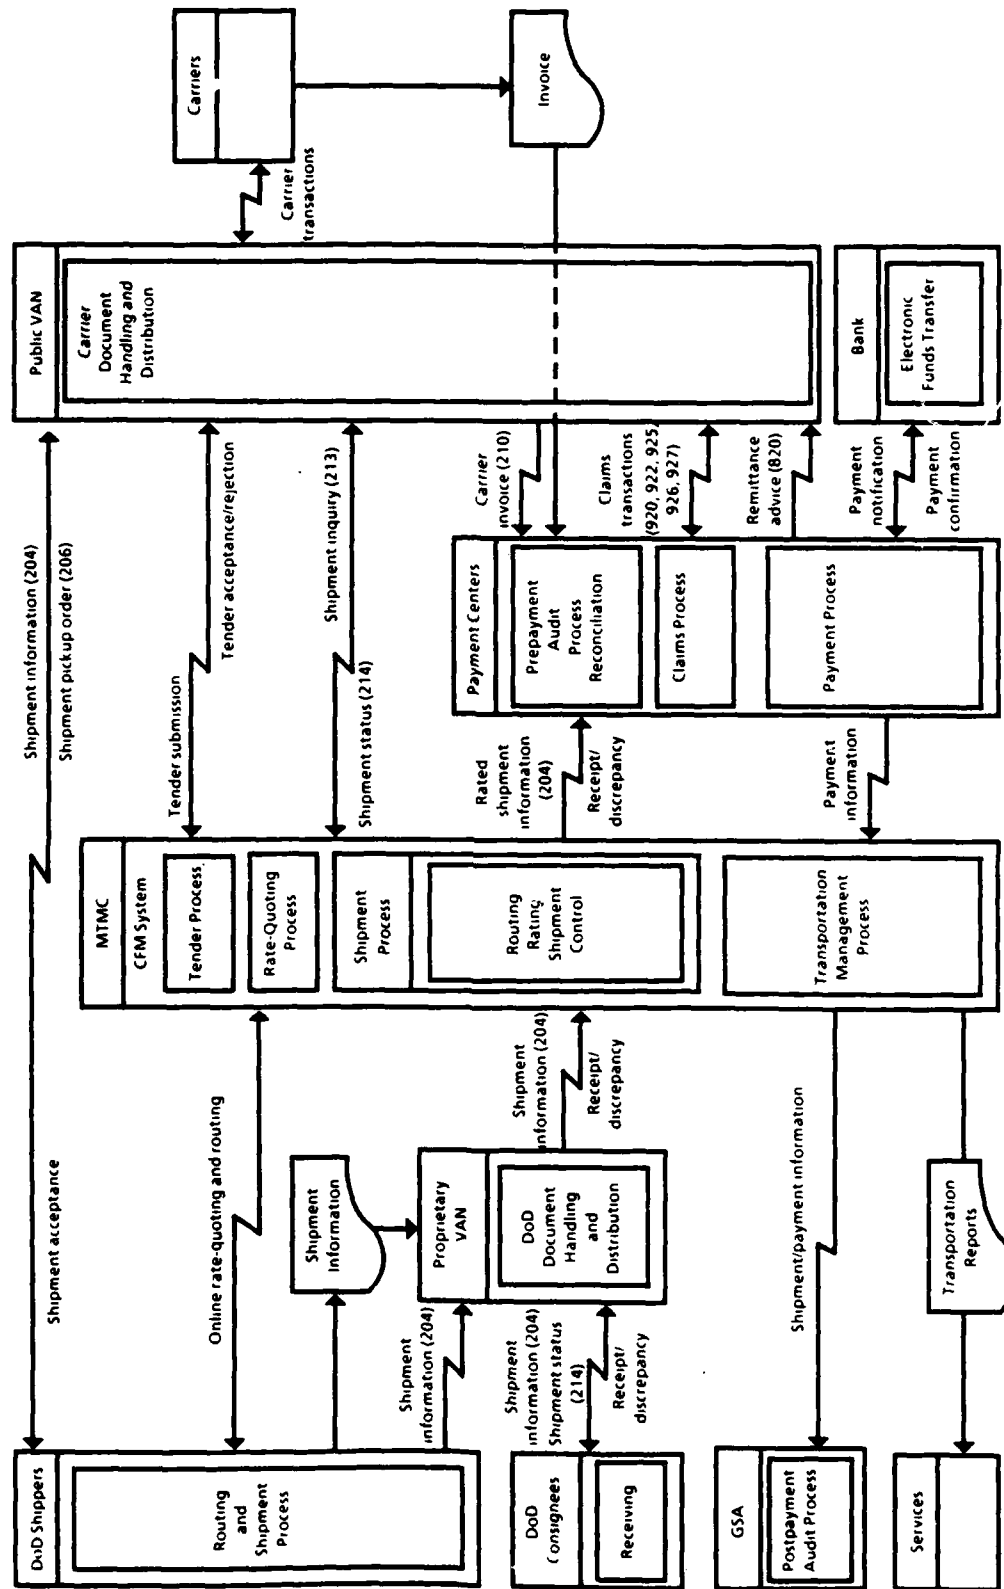 DoD Shippers
Routing
and
Shipment
Process
DoD
Consignees
Receiving
GSA
Postpayment
Audit Process
Services
Shipment acceptance
Online rate-quoting and routing
Shipment
Information
Shipment
information (204)
Proprietary
VAN
DoD
Document
Handling
and
Distribution
Shipment
information (204)
Shipment status
(214)
Receipt/
discrepancy
Shipment
information (204)
Receipt/
discrepancy
Shipment/payment information
Transportation
Reports
MTMC
CFM System
Tender Process
Rate-Quoting
Process
Shipment
Process
Routing
Rating
Shipment
Control
Transportation
Management
Process
Shipment information (204)
Shipment pickup order (206)
Tender submission
Tender acceptance/rejection
Shipment inquiry (213)
Shipment status (214)
Rated
shipment
information
(204)
Receipt/
discrepancy
Payment
information
Payment Centers
Prepayment
Audit
Process
Reconciliation
Claims Process
Payment Process
Carrier
invoice (210)
Claims
transactions
(920, 922, 925,
926, 927)
Remittance
advice (820)
Payment
notification
Payment
confirmation
Public VAN
Carrier
Document
Handling and
Distribution
Bank
Electronic
Funds Transfer
Carrier
transactions
Carriers
Invoice